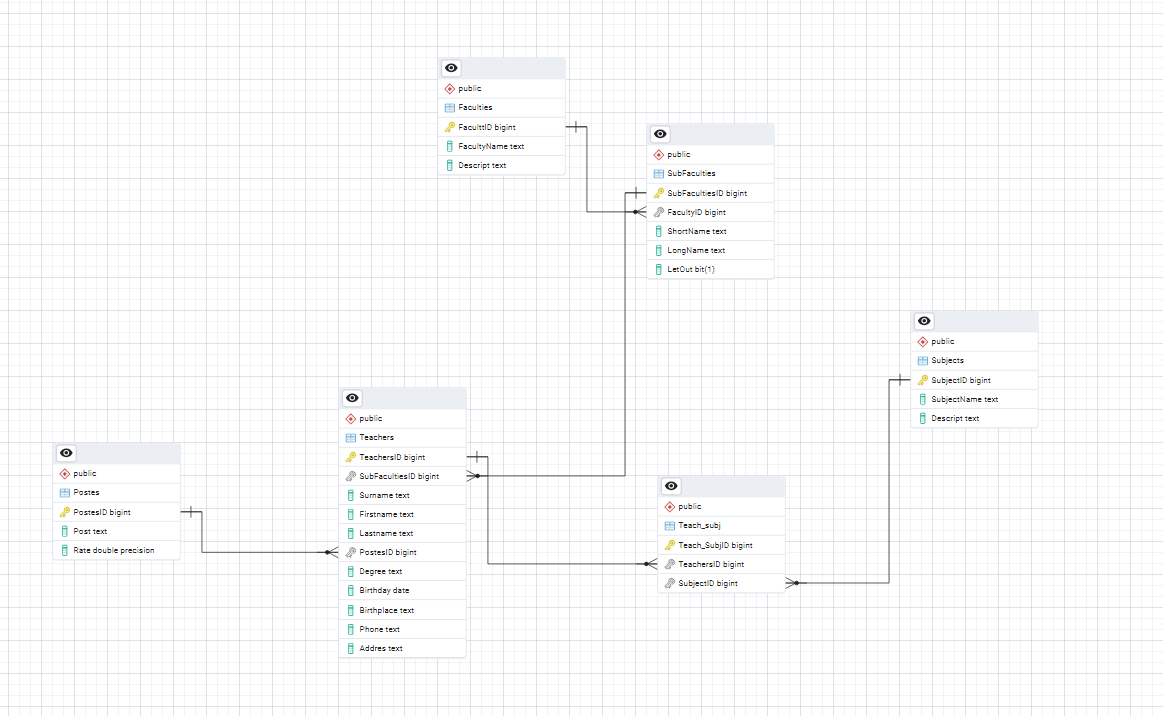 public
Faculties
FacultID bigint
FacultyName text
Descript text
public
SubFaculties
SubFacultiesID bigint
FacultyID bigint
ShortName text
LongName text
LetOut bit(1)
public
Subjects
SubjectID bigint
SubjectName text
Descript text
public
Teachers
TeachersID bigint
SubFacultiesID bigint
Surname text
Firstname text
Lastname text
PostesID bigint
Degree text
Birthday date
Birthplace text
Phone text
Addres text
public
Postes
PostesID bigint
Post text
Rate double precision
public
Teach_subj
Teach_SubjID bigint
TeachersID bigint
SubjectID bigint